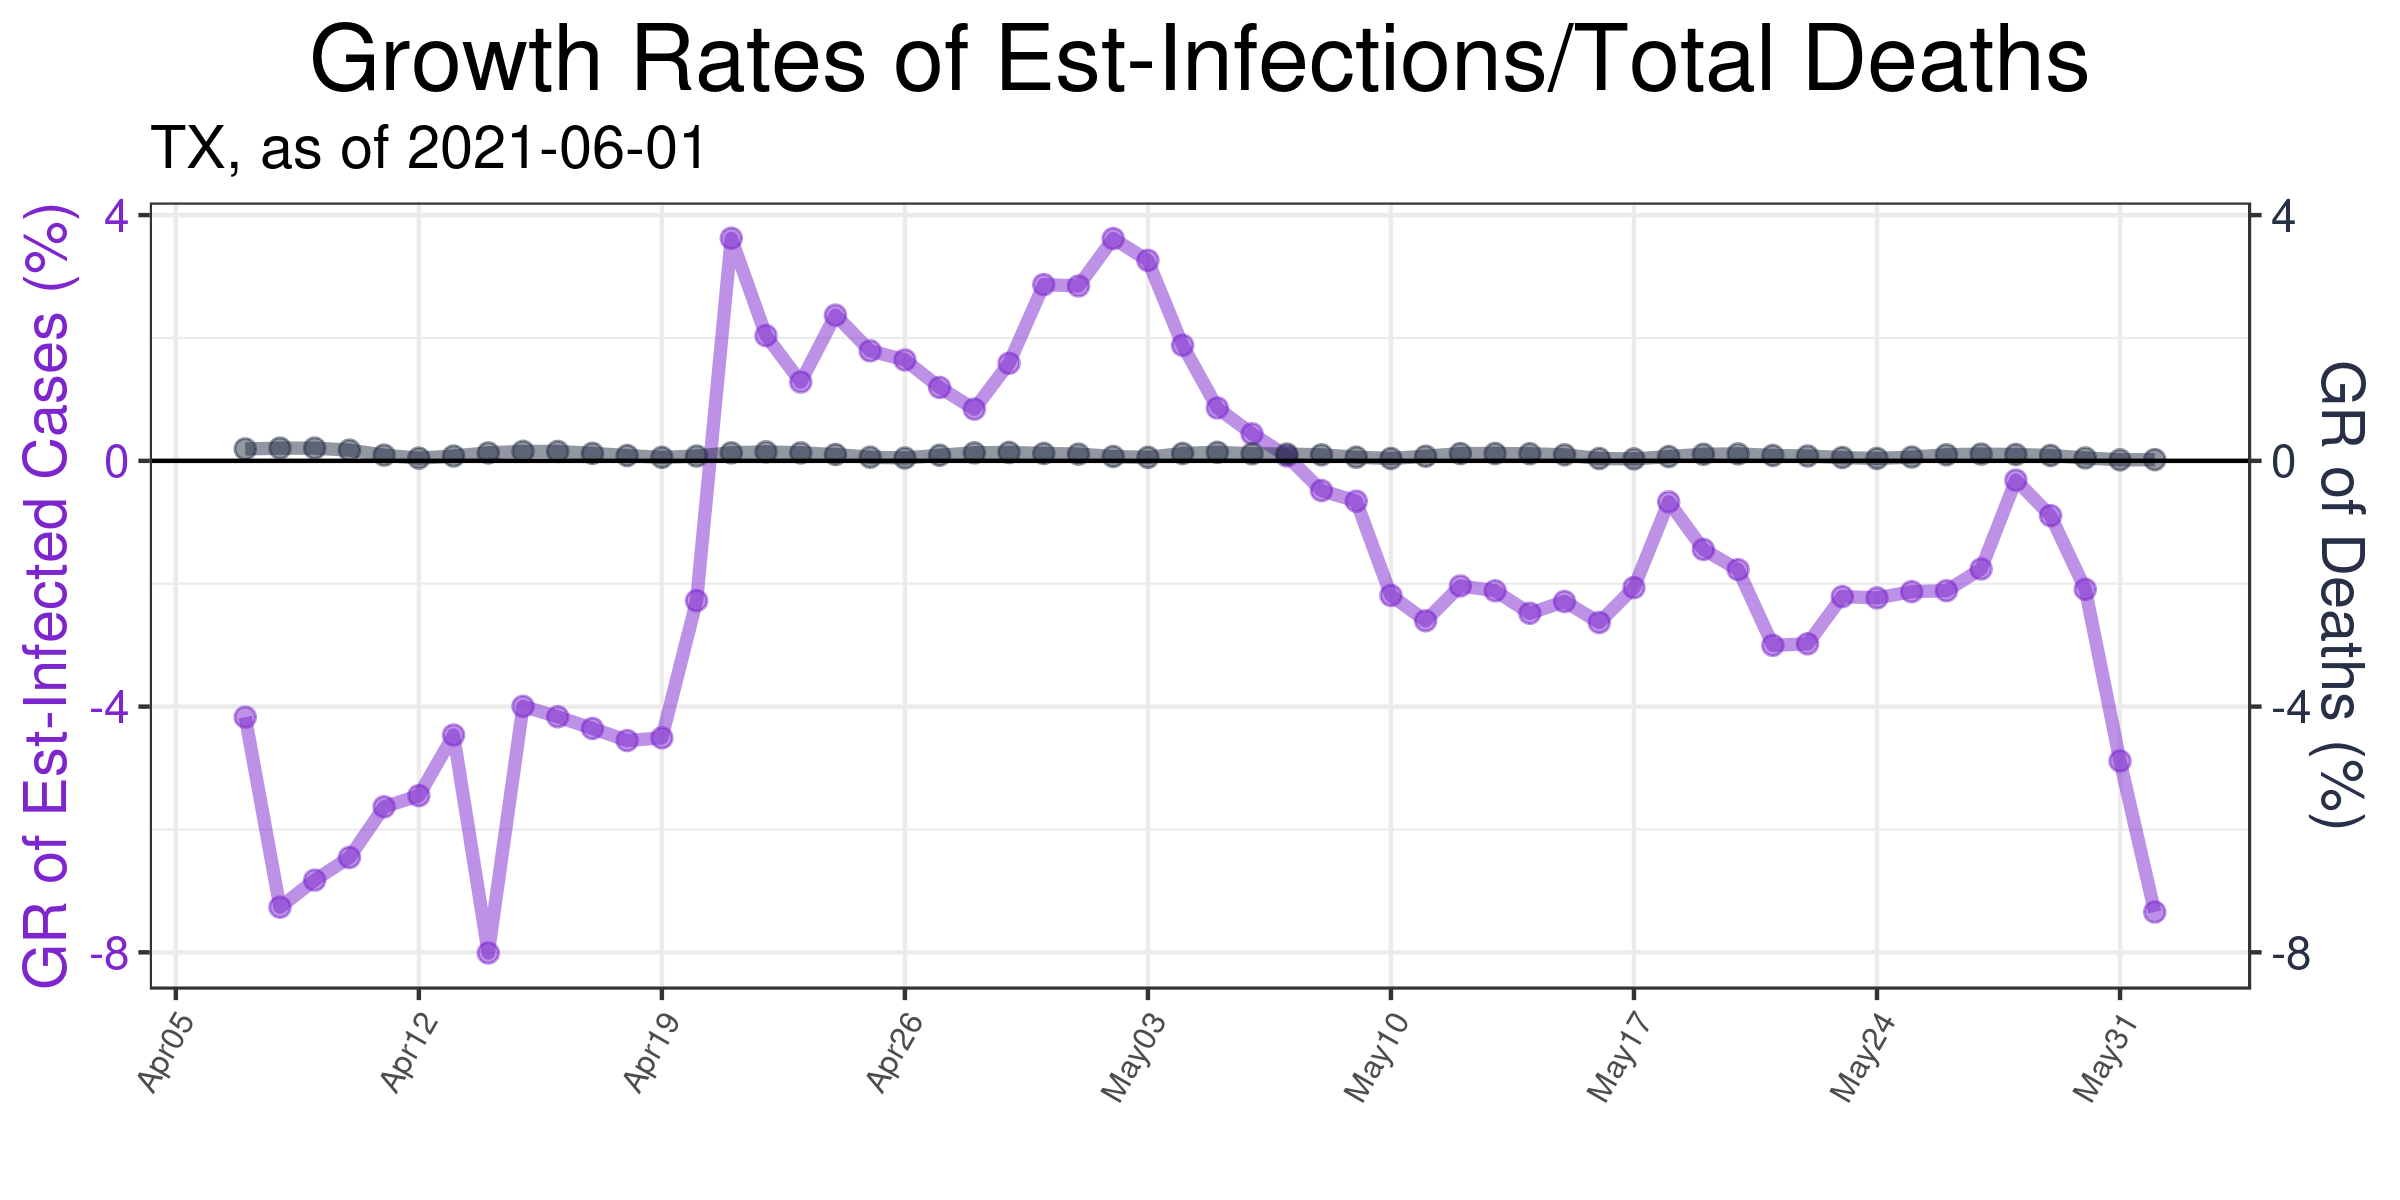 Growth Rates of Est-Infections/Total Deaths
TX, as of 2021-06-01
GR of Est-Infected Cases (%)
4
0
-4
-8
4
0
-4
-8
GR of Deaths (%)
Apr05
Apr12
Apr19
Apr26
May03
May10
May17
May24
May31